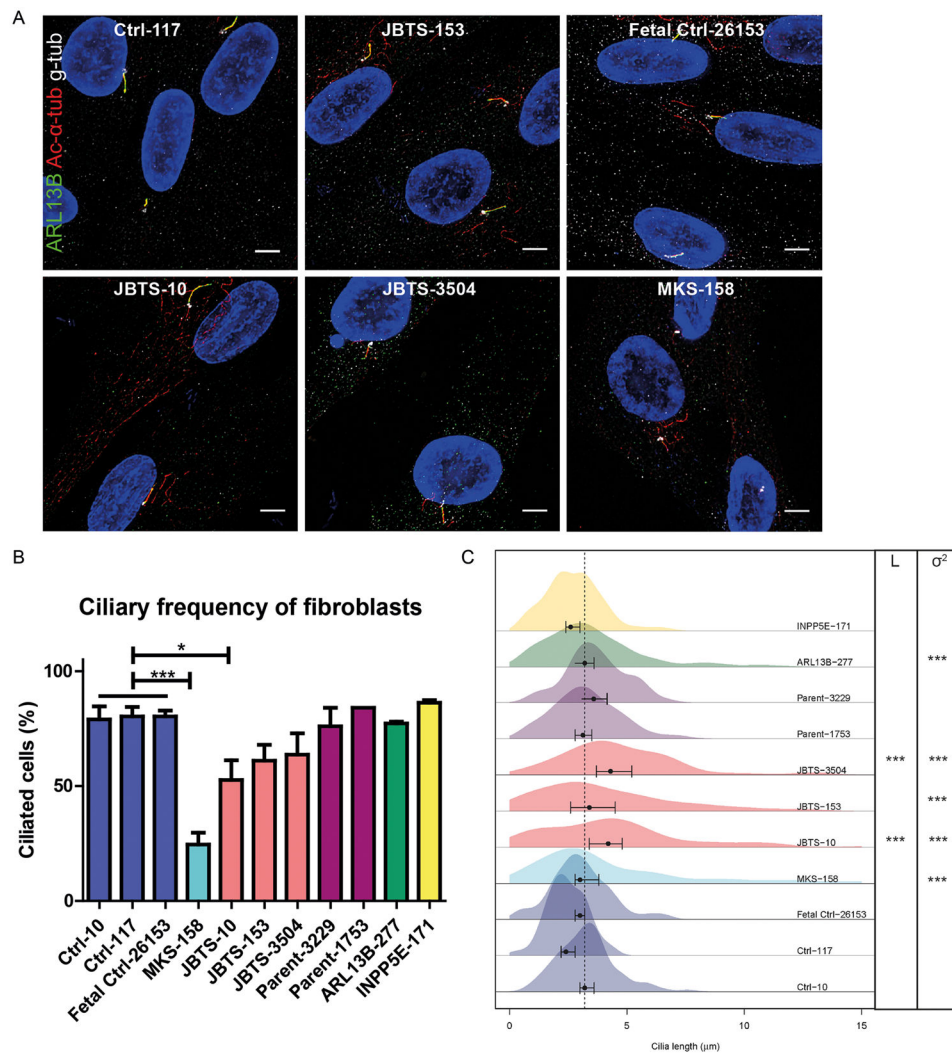 A
Ctrl-117
JBTS-153
Fetal Ctrl-26153
ARL13B Ac-α-tub g-tub
JBTS-10
JBTS-3504
MKS-158
B
Ciliary frequency of fibroblasts
*
***
Ciliated cells (%)
100
50
0
Ctrl-10
Ctrl-117
Fetal Ctrl-26153
MKS-158
JBTS-10
JBTS-153
JBTS-3504
Parent-3229
Parent-1753
ARL13B-277
INPP5E-171
C
L σ²
INPP5E−171
ARL13B−277 ***
Parent−3229
Parent−1753
JBTS−3504 *** ***
JBTS−153 ***
JBTS−10 *** ***
MKS−158 ***
Fetal Ctrl−26153
Ctrl−117
Ctrl−10
0 5 10 15
Cilia length (μm)